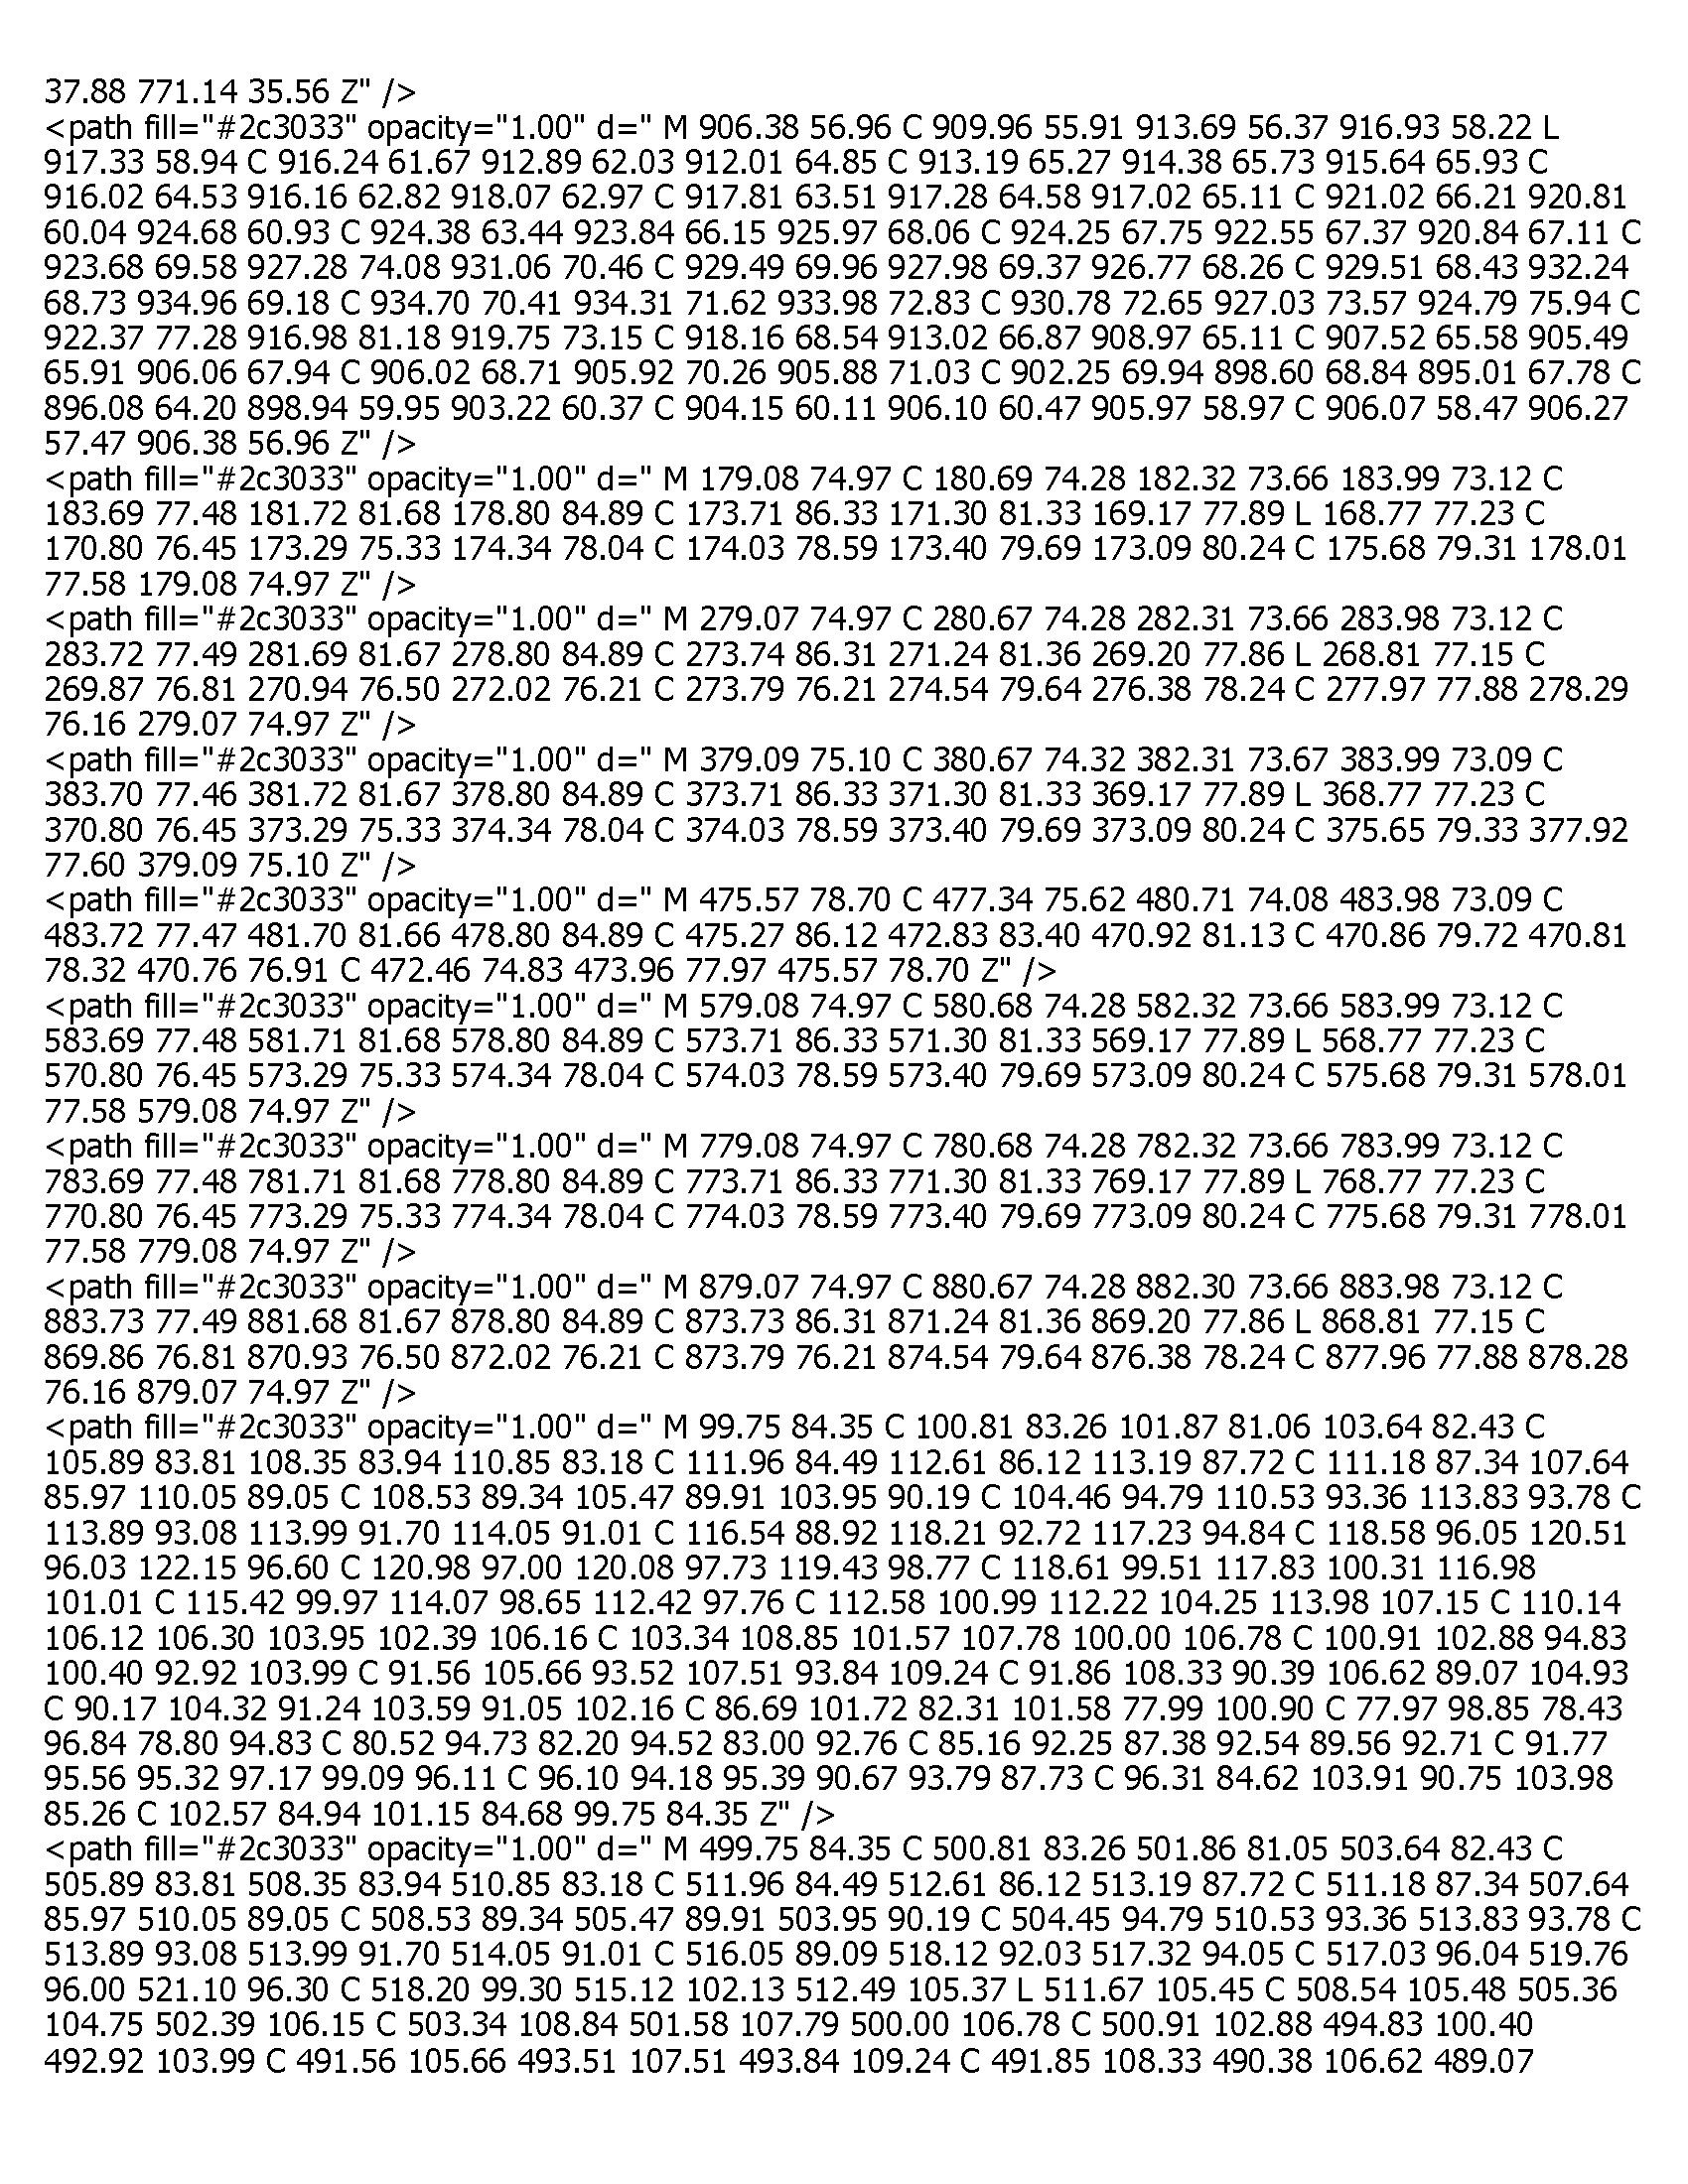 37.88 771.14 35.56 Z" />
<path fill="#2c3033" opacity="1.00" d=" M 906.38 56.96 C 909.96 55.91 913.69 56.37 916.93 58.22 L
917.33 58.94 C 916.24 61.67 912.89 62.03 912.01 64.85 C 913.19 65.27 914.38 65.73 915.64 65.93 C
916.02 64.53 916.16 62.82 918.07 62.97 C 917.81 63.51 917.28 64.58 917.02 65.11 C 921.02 66.21 920.81
60.04 924.68 60.93 C 924.38 63.44 923.84 66.15 925.97 68.06 C 924.25 67.75 922.55 67.37 920.84 67.11 C
923.68 69.58 927.28 74.08 931.06 70.46 C 929.49 69.96 927.98 69.37 926.77 68.26 C 929.51 68.43 932.24
68.73 934.96 69.18 C 934.70 70.41 934.31 71.62 933.98 72.83 C 930.78 72.65 927.03 73.57 924.79 75.94 C
922.37 77.28 916.98 81.18 919.75 73.15 C 918.16 68.54 913.02 66.87 908.97 65.11 C 907.52 65.58 905.49
65.91 906.06 67.94 C 906.02 68.71 905.92 70.26 905.88 71.03 C 902.25 69.94 898.60 68.84 895.01 67.78 C
896.08 64.20 898.94 59.95 903.22 60.37 C 904.15 60.11 906.10 60.47 905.97 58.97 C 906.07 58.47 906.27
57.47 906.38 56.96 Z" />
<path fill="#2c3033" opacity="1.00" d=" M 179.08 74.97 C 180.69 74.28 182.32 73.66 183.99 73.12 C
183.69 77.48 181.72 81.68 178.80 84.89 C 173.71 86.33 171.30 81.33 169.17 77.89 L 168.77 77.23 C
170.80 76.45 173.29 75.33 174.34 78.04 C 174.03 78.59 173.40 79.69 173.09 80.24 C 175.68 79.31 178.01
77.58 179.08 74.97 Z" />
<path fill="#2c3033" opacity="1.00" d=" M 279.07 74.97 C 280.67 74.28 282.31 73.66 283.98 73.12 C
283.72 77.49 281.69 81.67 278.80 84.89 C 273.74 86.31 271.24 81.36 269.20 77.86 L 268.81 77.15 C
269.87 76.81 270.94 76.50 272.02 76.21 C 273.79 76.21 274.54 79.64 276.38 78.24 C 277.97 77.88 278.29
76.16 279.07 74.97 Z" />
<path fill="#2c3033" opacity="1.00" d=" M 379.09 75.10 C 380.67 74.32 382.31 73.67 383.99 73.09 C
383.70 77.46 381.72 81.67 378.80 84.89 C 373.71 86.33 371.30 81.33 369.17 77.89 L 368.77 77.23 C
370.80 76.45 373.29 75.33 374.34 78.04 C 374.03 78.59 373.40 79.69 373.09 80.24 C 375.65 79.33 377.92
77.60 379.09 75.10 Z" />
<path fill="#2c3033" opacity="1.00" d=" M 475.57 78.70 C 477.34 75.62 480.71 74.08 483.98 73.09 C
483.72 77.47 481.70 81.66 478.80 84.89 C 475.27 86.12 472.83 83.40 470.92 81.13 C 470.86 79.72 470.81
78.32 470.76 76.91 C 472.46 74.83 473.96 77.97 475.57 78.70 Z" />
<path fill="#2c3033" opacity="1.00" d=" M 579.08 74.97 C 580.68 74.28 582.32 73.66 583.99 73.12 C
583.69 77.48 581.71 81.68 578.80 84.89 C 573.71 86.33 571.30 81.33 569.17 77.89 L 568.77 77.23 C
570.80 76.45 573.29 75.33 574.34 78.04 C 574.03 78.59 573.40 79.69 573.09 80.24 C 575.68 79.31 578.01
77.58 579.08 74.97 Z" />
<path fill="#2c3033" opacity="1.00" d=" M 779.08 74.97 C 780.68 74.28 782.32 73.66 783.99 73.12 C
783.69 77.48 781.71 81.68 778.80 84.89 C 773.71 86.33 771.30 81.33 769.17 77.89 L 768.77 77.23 C
770.80 76.45 773.29 75.33 774.34 78.04 C 774.03 78.59 773.40 79.69 773.09 80.24 C 775.68 79.31 778.01
77.58 779.08 74.97 Z" />
<path fill="#2c3033" opacity="1.00" d=" M 879.07 74.97 C 880.67 74.28 882.30 73.66 883.98 73.12 C
883.73 77.49 881.68 81.67 878.80 84.89 C 873.73 86.31 871.24 81.36 869.20 77.86 L 868.81 77.15 C
869.86 76.81 870.93 76.50 872.02 76.21 C 873.79 76.21 874.54 79.64 876.38 78.24 C 877.96 77.88 878.28
76.16 879.07 74.97 Z" />
<path fill="#2c3033" opacity="1.00" d=" M 99.75 84.35 C 100.81 83.26 101.87 81.06 103.64 82.43 C
105.89 83.81 108.35 83.94 110.85 83.18 C 111.96 84.49 112.61 86.12 113.19 87.72 C 111.18 87.34 107.64
85.97 110.05 89.05 C 108.53 89.34 105.47 89.91 103.95 90.19 C 104.46 94.79 110.53 93.36 113.83 93.78 C
113.89 93.08 113.99 91.70 114.05 91.01 C 116.54 88.92 118.21 92.72 117.23 94.84 C 118.58 96.05 120.51
96.03 122.15 96.60 C 120.98 97.00 120.08 97.73 119.43 98.77 C 118.61 99.51 117.83 100.31 116.98
101.01 C 115.42 99.97 114.07 98.65 112.42 97.76 C 112.58 100.99 112.22 104.25 113.98 107.15 C 110.14
106.12 106.30 103.95 102.39 106.16 C 103.34 108.85 101.57 107.78 100.00 106.78 C 100.91 102.88 94.83
100.40 92.92 103.99 C 91.56 105.66 93.52 107.51 93.84 109.24 C 91.86 108.33 90.39 106.62 89.07 104.93
C 90.17 104.32 91.24 103.59 91.05 102.16 C 86.69 101.72 82.31 101.58 77.99 100.90 C 77.97 98.85 78.43
96.84 78.80 94.83 C 80.52 94.73 82.20 94.52 83.00 92.76 C 85.16 92.25 87.38 92.54 89.56 92.71 C 91.77
95.56 95.32 97.17 99.09 96.11 C 96.10 94.18 95.39 90.67 93.79 87.73 C 96.31 84.62 103.91 90.75 103.98
85.26 C 102.57 84.94 101.15 84.68 99.75 84.35 Z" />
<path fill="#2c3033" opacity="1.00" d=" M 499.75 84.35 C 500.81 83.26 501.86 81.05 503.64 82.43 C
505.89 83.81 508.35 83.94 510.85 83.18 C 511.96 84.49 512.61 86.12 513.19 87.72 C 511.18 87.34 507.64
85.97 510.05 89.05 C 508.53 89.34 505.47 89.91 503.95 90.19 C 504.45 94.79 510.53 93.36 513.83 93.78 C
513.89 93.08 513.99 91.70 514.05 91.01 C 516.05 89.09 518.12 92.03 517.32 94.05 C 517.03 96.04 519.76
96.00 521.10 96.30 C 518.20 99.30 515.12 102.13 512.49 105.37 L 511.67 105.45 C 508.54 105.48 505.36
104.75 502.39 106.15 C 503.34 108.84 501.58 107.79 500.00 106.78 C 500.91 102.88 494.83 100.40
492.92 103.99 C 491.56 105.66 493.51 107.51 493.84 109.24 C 491.85 108.33 490.38 106.62 489.07